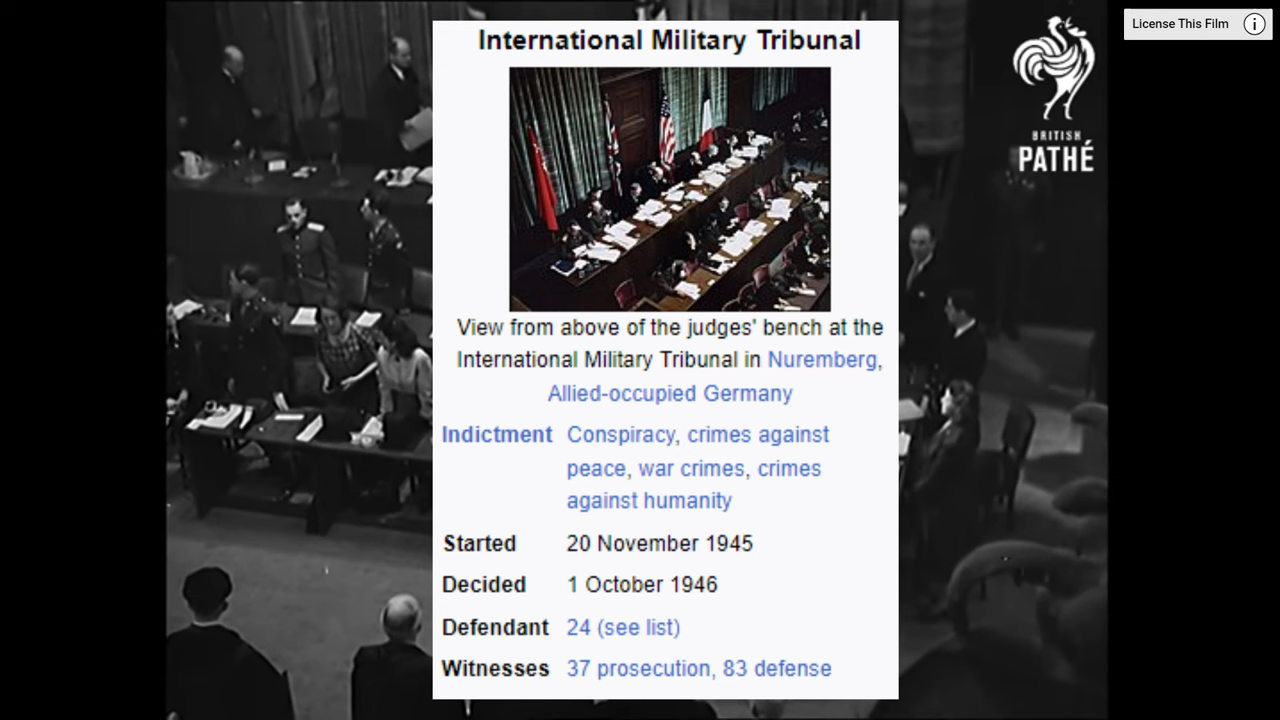 License This Film
BRITISH
PATHÉ
International Military Tribunal
View from above of the judges' bench at the
International Military Tribunal in Nuremberg,
Allied-occupied Germany
Indictment Conspiracy, crimes against
peace, war crimes, crimes
against humanity
Started 20 November 1945
Decided 1 October 1946
Defendant 24 (see list)
Witnesses 37 prosecution, 83 defense